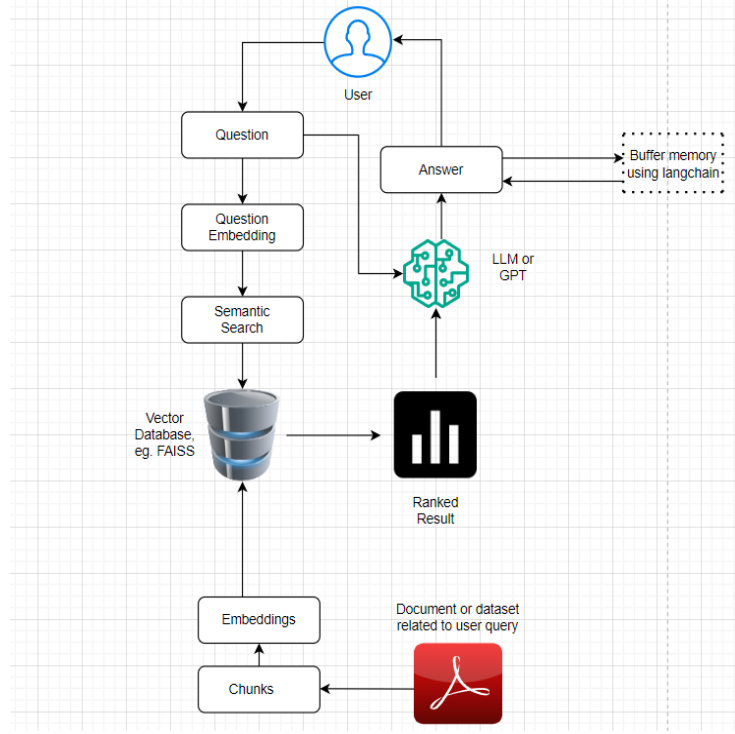 User
Question
Answer
Buffer memory
using langchain
Question
Embedding
LLM or
GPT
Semantic
Search
Vector
Database,
eg. FAISS
Ranked
Result
Embeddings
Document or dataset
related to user query
Chunks